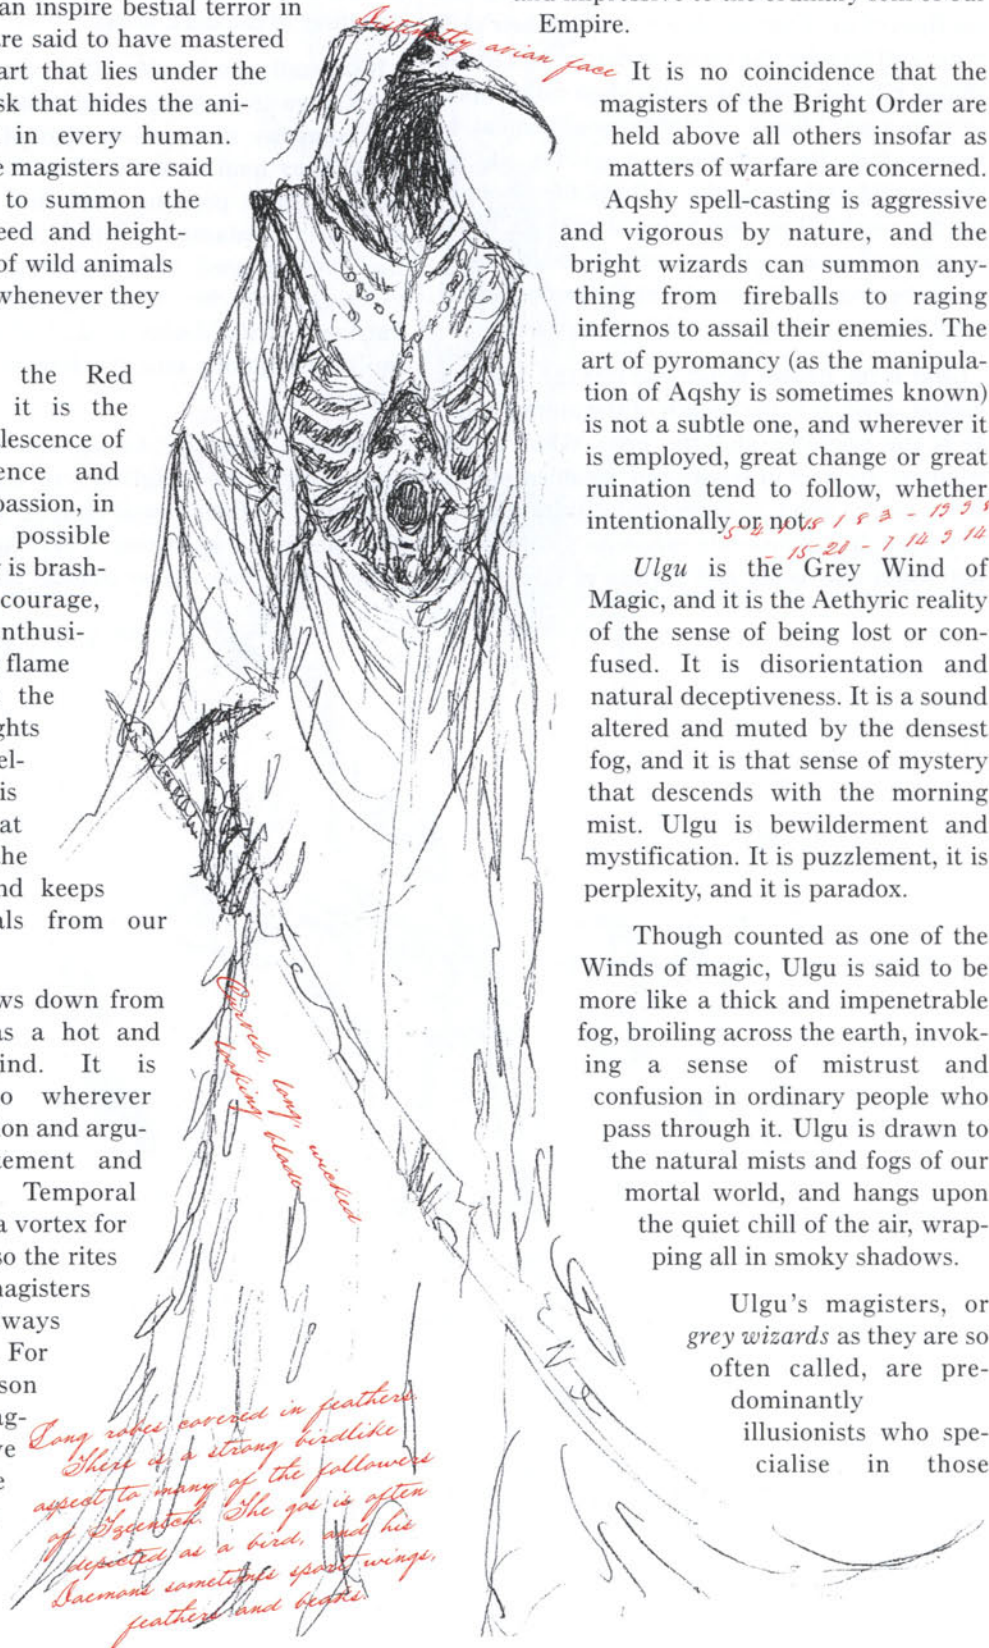 an inspire bestial terror in
re said to have mastered
art that lies under the
sk that hides the ani-
in every human.
e magisters are said
to summon the
eed and height-
of wild animals
whenever they
the Red
it is the
lescence of
ence and
passion, in
possible
is brash-
courage,
nthusi-
flame
the
ghts
el-
is
at
he
nd keeps
als from our
ws down from
as a hot and
ind. It is
o wherever
ion and argu-
tement and
Temporal
a vortex for
so the rites
magisters
ways
For
son
ag-
ve
e
Distinctly avian face
Curved, long, wicked
looking blade
Long robes covered in feathers.
There is a strong birdlike
aspect to many of the followers
of Tzeentch. The god is often
depicted as a bird, and his
Daemons sometimes sport wings,
feathers and beaks.
Empire.
It is no coincidence that the
magisters of the Bright Order are
held above all others insofar as
matters of warfare are concerned.
Aqshy spell-casting is aggressive
and vigorous by nature, and the
bright wizards can summon any-
thing from fireballs to raging
infernos to assail their enemies. The
art of pyromancy (as the manipula-
tion of Aqshy is sometimes known)
is not a subtle one, and wherever it
is employed, great change or great
ruination tend to follow, whether
intentionally or not.
- 15 20 - 7 14 9 14
Ulgu is the Grey Wind of
Magic, and it is the Aethyric reality
of the sense of being lost or con-
fused. It is disorientation and
natural deceptiveness. It is a sound
altered and muted by the densest
fog, and it is that sense of mystery
that descends with the morning
mist. Ulgu is bewilderment and
mystification. It is puzzlement, it is
perplexity, and it is paradox.
Though counted as one of the
Winds of magic, Ulgu is said to be
more like a thick and impenetrable
fog, broiling across the earth, invok-
ing a sense of mistrust and
confusion in ordinary people who
pass through it. Ulgu is drawn to
the natural mists and fogs of our
mortal world, and hangs upon
the quiet chill of the air, wrap-
ping all in smoky shadows.
Ulgu's magisters, or
grey wizards as they are so
often called, are pre-
dominantly
illusionists who spe-
cialise in those